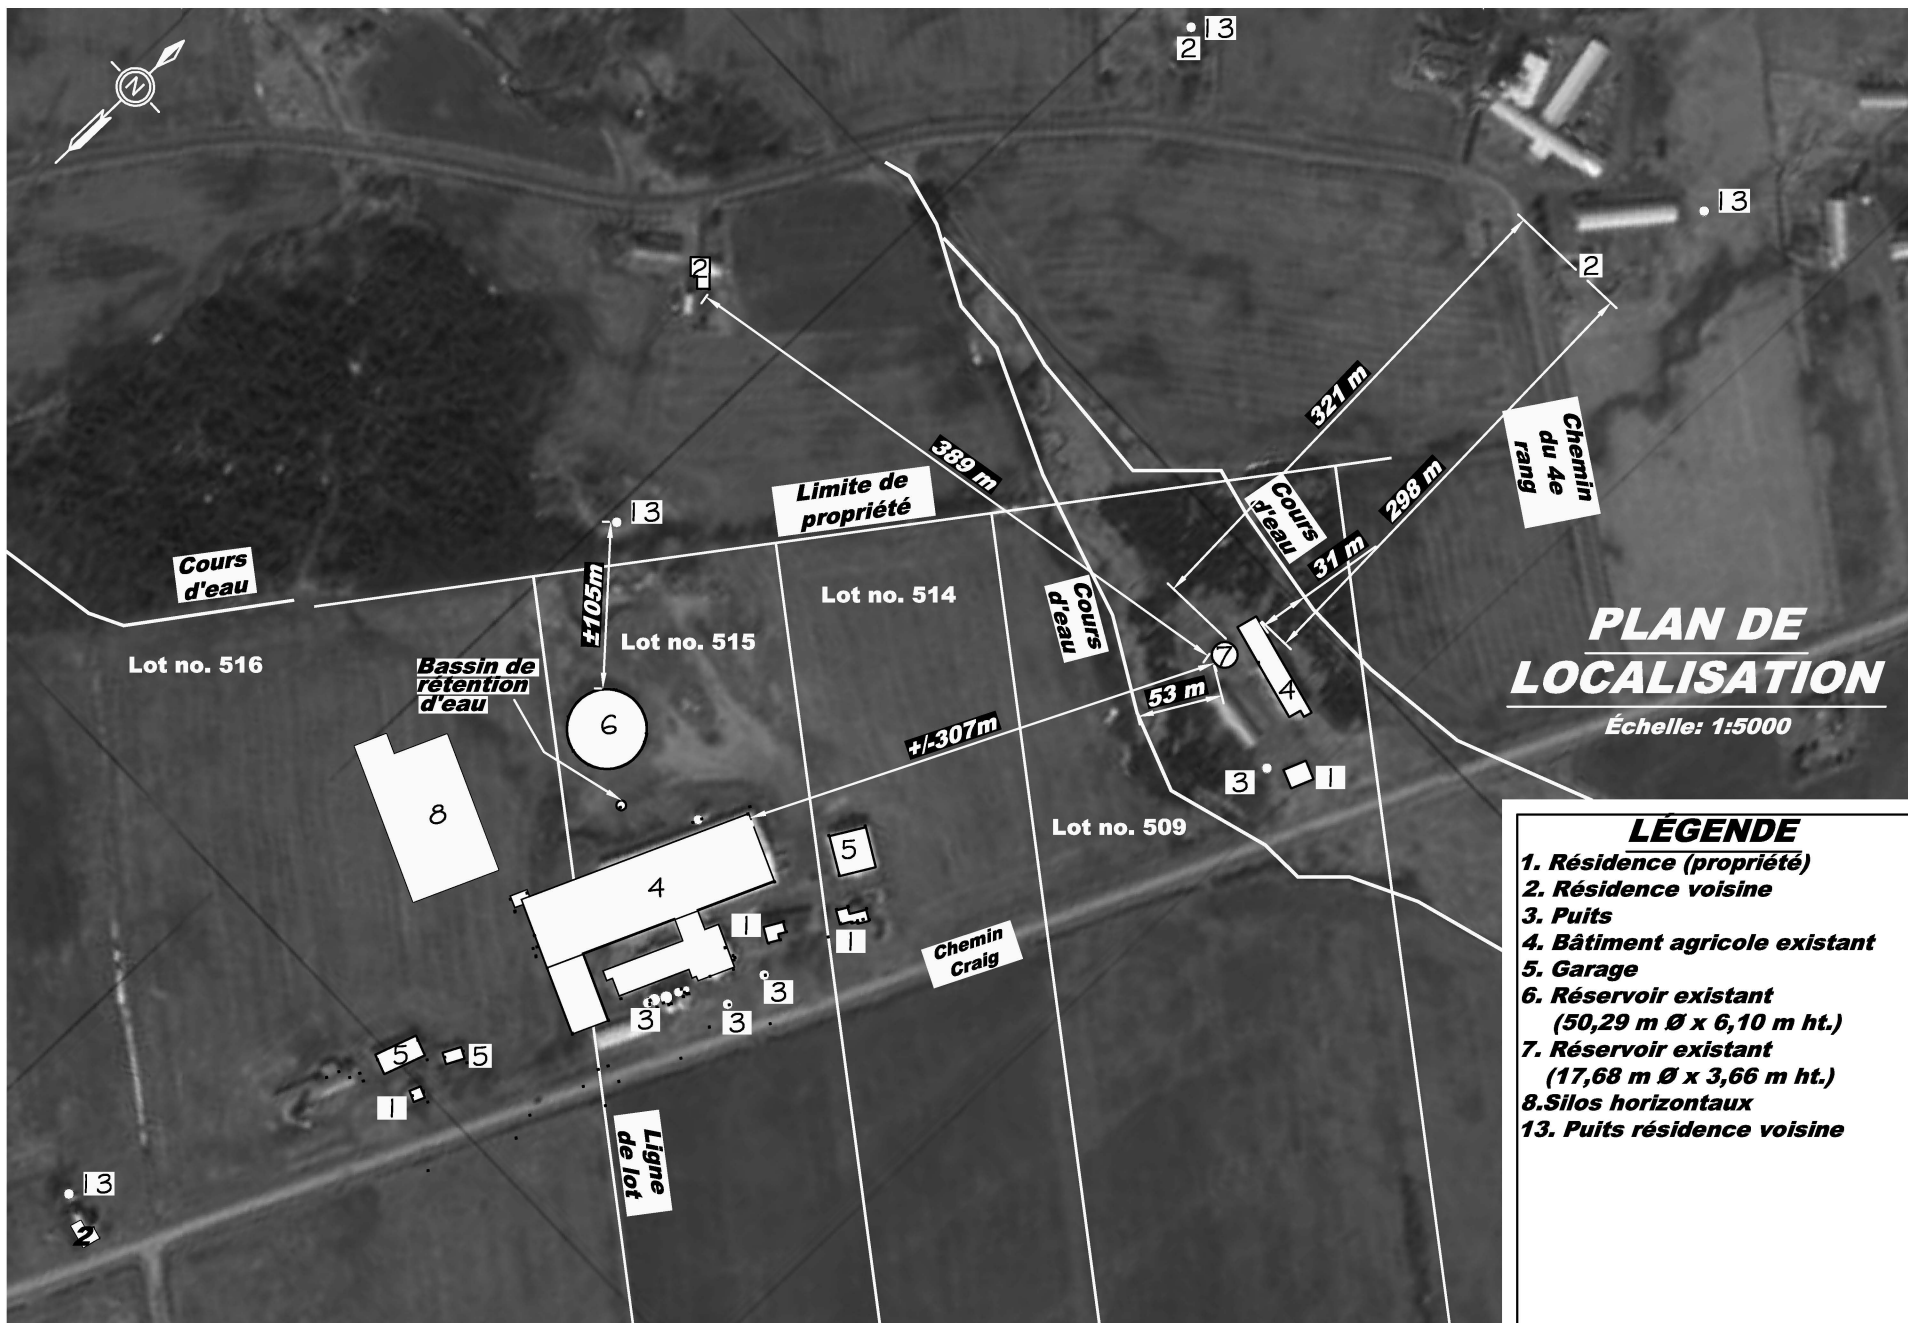 N
13
2
13
2
2
321 m
298 m
Chemin
du 4e
rang
389 m
Limite de
propriété
13
Cours
d'eau
31 m
Cours
d'eau
±105m
Lot no. 514
Cours
d'eau
Lot no. 515
Lot no. 516
Bassin de
rétention
d'eau
PLAN DE
LOCALISATION
Échelle: 1:5000
7
4
53 m
6
+/-307m
3
1
8
Lot no. 509
5
4
1
1
Chemin
Craig
3
3
3
5
5
1
Ligne
de lot
13
2
LÉGENDE
1. Résidence (propriété)
2. Résidence voisine
3. Puits
4. Bâtiment agricole existant
5. Garage
6. Réservoir existant
(50,29 m Ø x 6,10 m ht.)
7. Réservoir existant
(17,68 m Ø x 3,66 m ht.)
8.Silos horizontaux
13. Puits résidence voisine